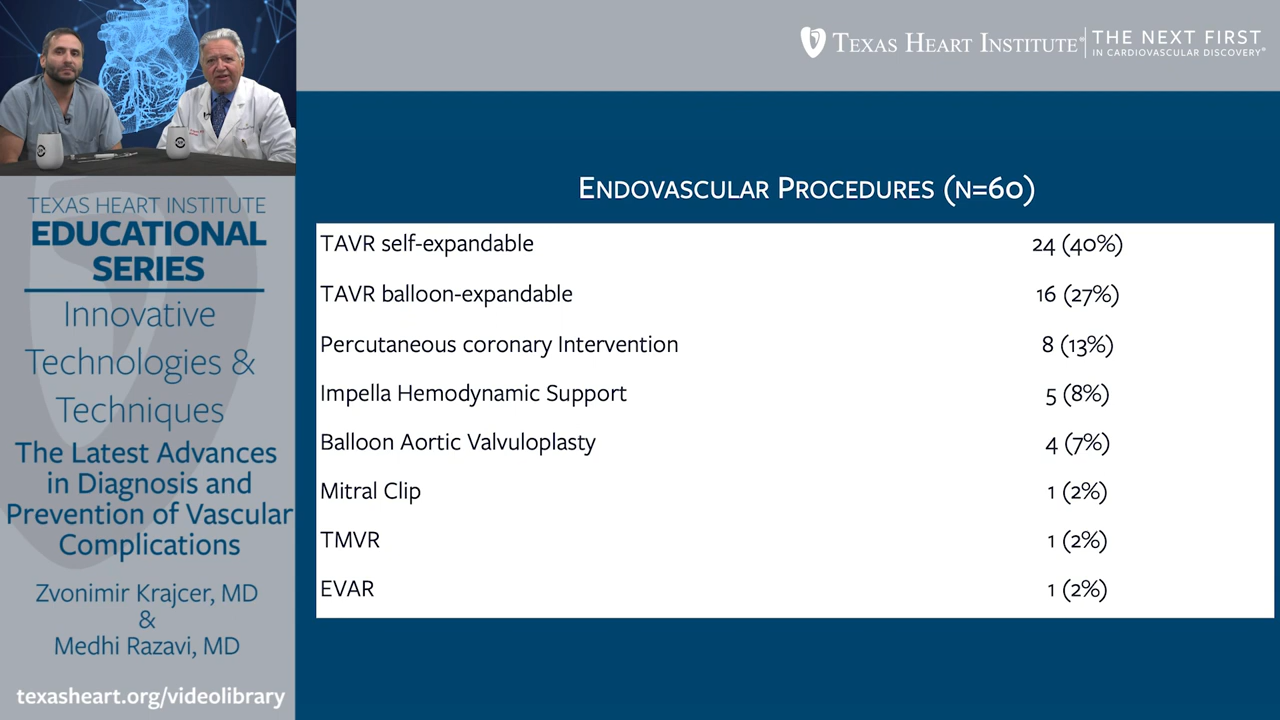 TEXAS HEART INSTITUTE® THE NEXT FIRST
IN CARDIOVASCULAR DISCOVERY®
TEXAS HEART INSTITUTE
EDUCATIONAL
SERIES
Innovative
Technologies &
Techniques
The Latest Advances
in Diagnosis and
Prevention of Vascular
Complications
Zvonimir Krajcer, MD
&
Medhi Razavi, MD
texasheart.org/videolibrary
ENDOVASCULAR PROCEDURES (N=60)
TAVR self-expandable 24 (40%)
TAVR balloon-expandable 16 (27%)
Percutaneous coronary Intervention 8 (13%)
Impella Hemodynamic Support 5 (8%)
Balloon Aortic Valvuloplasty 4 (7%)
Mitral Clip 1 (2%)
TMVR 1 (2%)
EVAR 1 (2%)